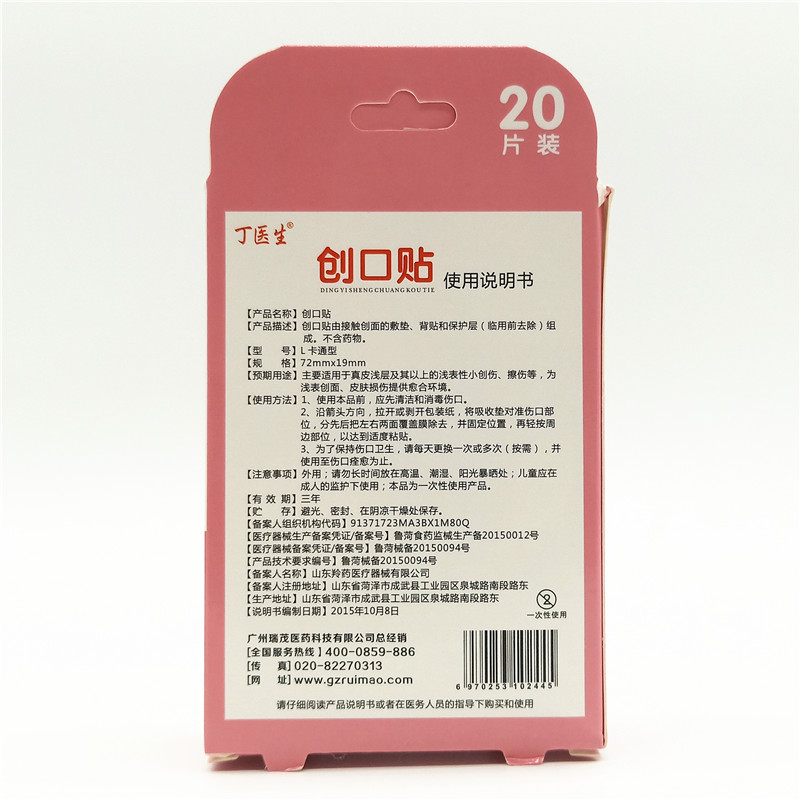 20
片装
丁医生®
创口贴 使用说明书
DINGYISHENGCHUANGKOUTIE
【产品名称】创口贴
【产品描述】创口贴由接触创面的敷垫、背贴和保护层（临用前去除）组
成。不含药物。
【型 号】L卡通型
【规 格】72mmx19mm
【预期用途】主要适用于真皮浅层及其以上的浅表性小创伤、擦伤等，为
浅表创面、皮肤损伤提供愈合环境。
【使用方法】1、使用本品前，应先清洁和消毒伤口。
2、沿箭头方向，拉开或剥开包装纸，将吸收垫对准伤口部
位，分先后把左右两面覆盖膜除去，并固定位置，再轻按周
边部位，以达到适度粘贴。
3、为了保持伤口卫生，请每天更换一次或多次（按需），并
使用至伤口痊愈为止。
【注意事项】外用；请勿长时间放在高温、潮湿、阳光暴晒处；儿童应在
成人的监护下使用；本品为一次性使用产品。
【有 效 期】三年
【贮 存】避光、密封、在阴凉干燥处保存。
【备案人组织机构代码】91371723MA3BX1M80Q
【医疗器械生产备案凭证/备案号】鲁菏食药监械生产备20150012号
【医疗器械备案凭证/备案号】鲁菏械备20150094号
【产品技术要求编号】鲁菏械备20150094号
【备案人名称】山东羚药医疗器械有限公司
【备案人注册地址】山东省菏泽市成武县工业园区泉城路南段路东
【生产地址】山东省菏泽市成武县工业园区泉城路南段路东
【说明书编制日期】2015年10月8日
2
一次性使用
广州瑞茂医药科技有限公司总经销
[全国服务热线] 400-0859-886
[传 真] 020-82270313
[网 址] www.gzruimao.com
6 970253 102445
请仔细阅读产品说明书或者在医务人员的指导下购买和使用